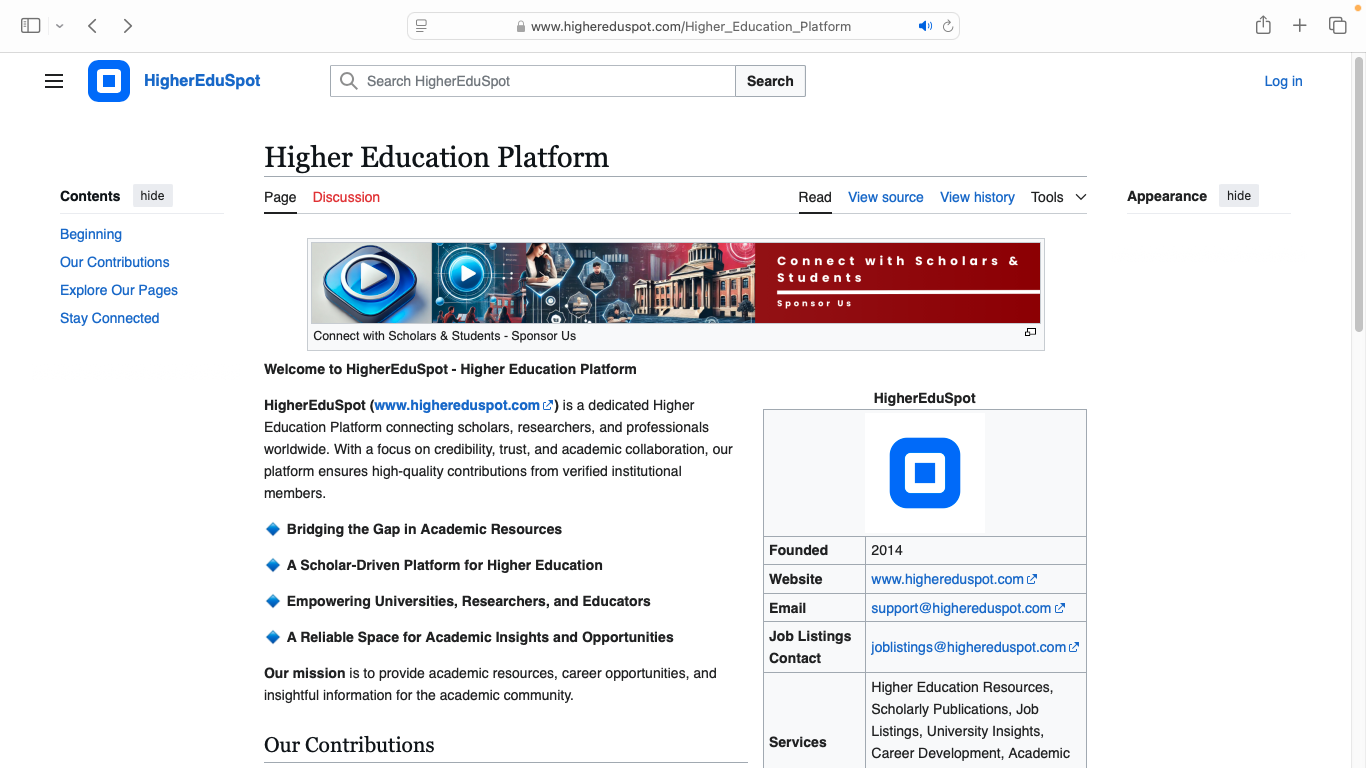 www.highereduspot.com/Higher_Education_Platform
HigherEduSpot
Search HigherEduSpot
Search
Log in
Higher Education Platform
Contents
hide
Page
Discussion
Read
View source
View history
Tools
Appearance
hide
Beginning
Our Contributions
Explore Our Pages
Stay Connected
Connect with Scholars &
Students
Sponsor Us
Connect with Scholars & Students - Sponsor Us
Welcome to HigherEduSpot - Higher Education Platform
HigherEduSpot (www.highereduspot.com) is a dedicated Higher
Education Platform connecting scholars, researchers, and professionals
worldwide. With a focus on credibility, trust, and academic collaboration, our
platform ensures high-quality contributions from verified institutional
members.
Bridging the Gap in Academic Resources
A Scholar-Driven Platform for Higher Education
Empowering Universities, Researchers, and Educators
A Reliable Space for Academic Insights and Opportunities
Our mission is to provide academic resources, career opportunities, and
insightful information for the academic community.
Our Contributions
HigherEduSpot
Founded
2014
Website
www.highereduspot.com
Email
support@highereduspot.com
Job Listings
Contact
joblistings@highereduspot.com
Services
Higher Education Resources,
Scholarly Publications, Job
Listings, University Insights,
Career Development, Academic